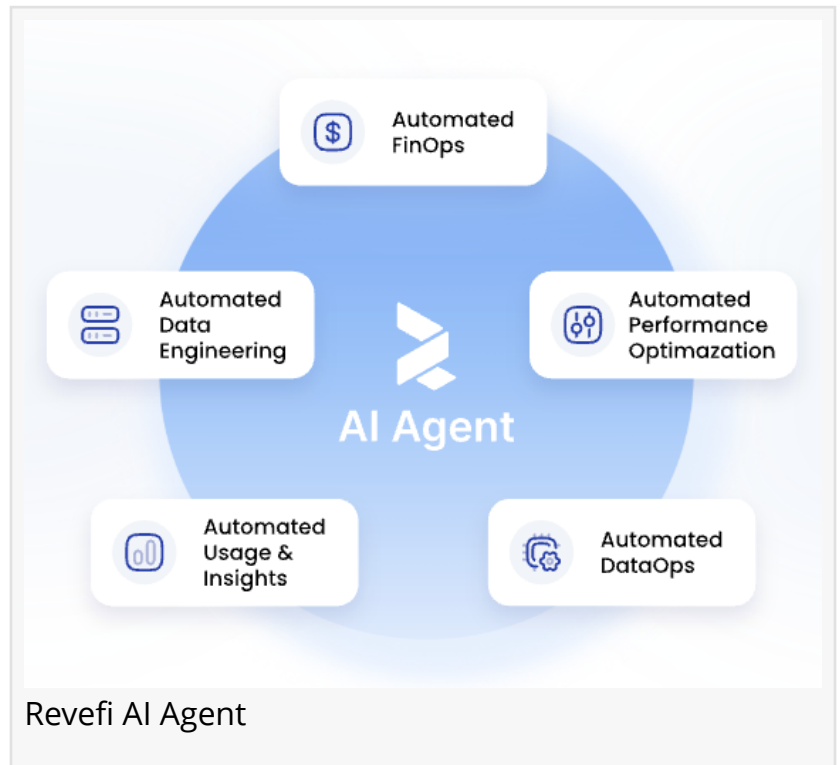 Automated
FinOps
Automated
Data
Engineering
Automated
Performance
Optimazation
AI Agent
Automated
Usage &
Insights
Automated
DataOps
Revefi AI Agent